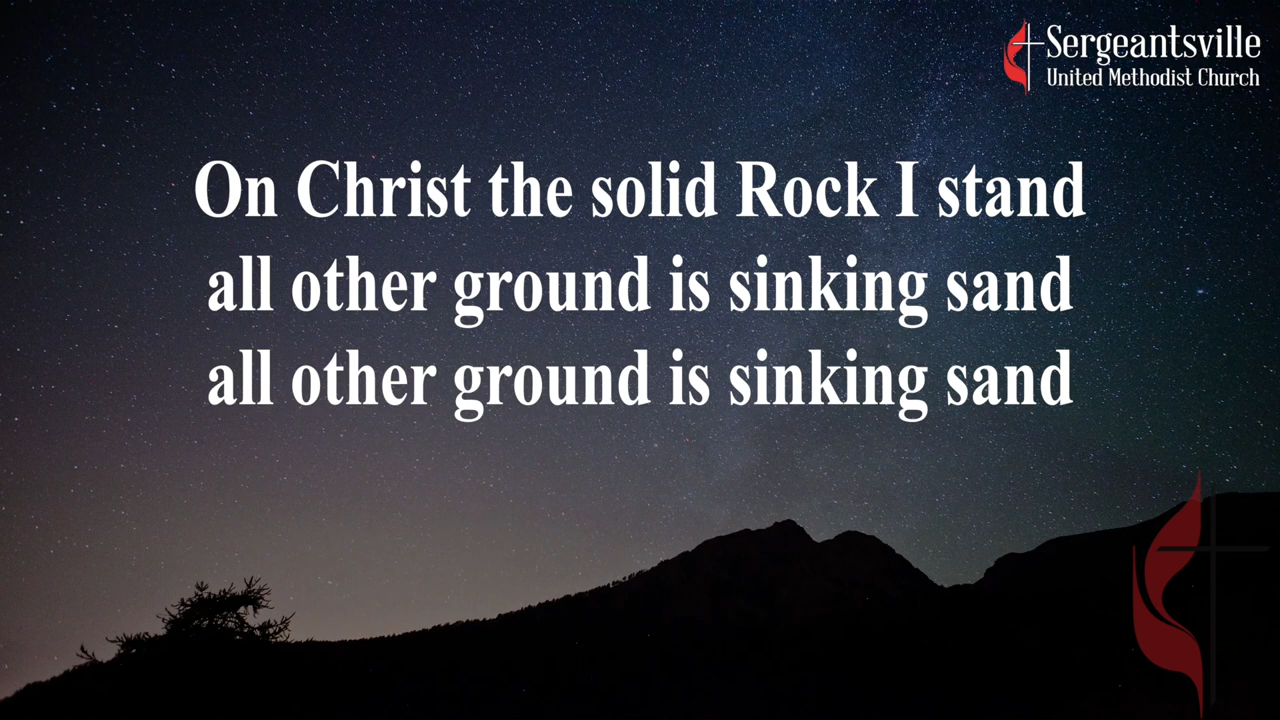 Sergeantsville
United Methodist Church
On Christ the solid Rock I stand
all other ground is sinking sand
all other ground is sinking sand